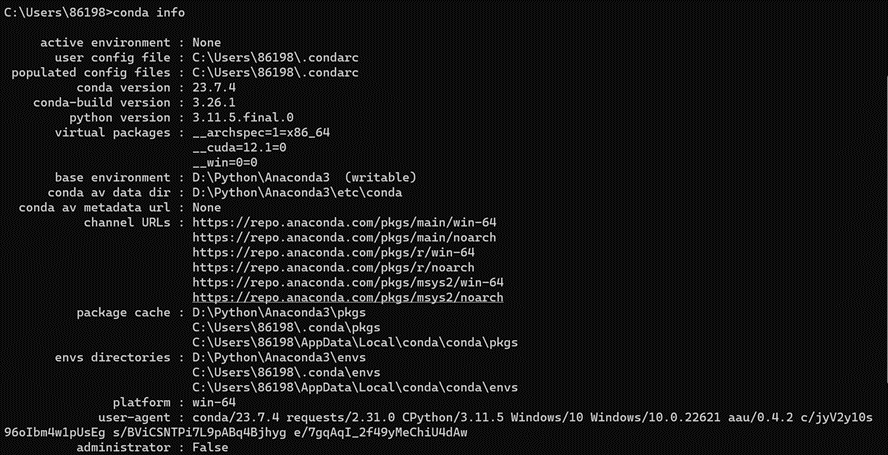 C:\Users\86198>conda info
active environment : None
user config file : C:\Users\86198\.condarc
populated config files : C:\Users\86198\.condarc
conda version : 23.7.4
conda-build version : 3.26.1
python version : 3.11.5.final.0
virtual packages : __archspec=1=x86_64
__cuda=12.1=0
__win=0=0
base environment : D:\Python\Anaconda3  (writable)
conda av data dir : D:\Python\Anaconda3\etc\conda
conda av metadata url : None
channel URLs : https://repo.anaconda.com/pkgs/main/win-64
https://repo.anaconda.com/pkgs/main/noarch
https://repo.anaconda.com/pkgs/r/win-64
https://repo.anaconda.com/pkgs/r/noarch
https://repo.anaconda.com/pkgs/msys2/win-64
https://repo.anaconda.com/pkgs/msys2/noarch
package cache : D:\Python\Anaconda3\pkgs
C:\Users\86198\.conda\pkgs
C:\Users\86198\AppData\Local\conda\conda\pkgs
envs directories : D:\Python\Anaconda3\envs
C:\Users\86198\.conda\envs
C:\Users\86198\AppData\Local\conda\conda\envs
platform : win-64
user-agent : conda/23.7.4 requests/2.31.0 CPython/3.11.5 Windows/10 Windows/10.0.22621 aau/0.4.2 c/jyV2y10s
96oIbm4w1pUsEg s/BViCSNTPi7L9pABq4Bjhyg e/7gqAqI_2f49yMeChiU4dAw
administrator : False